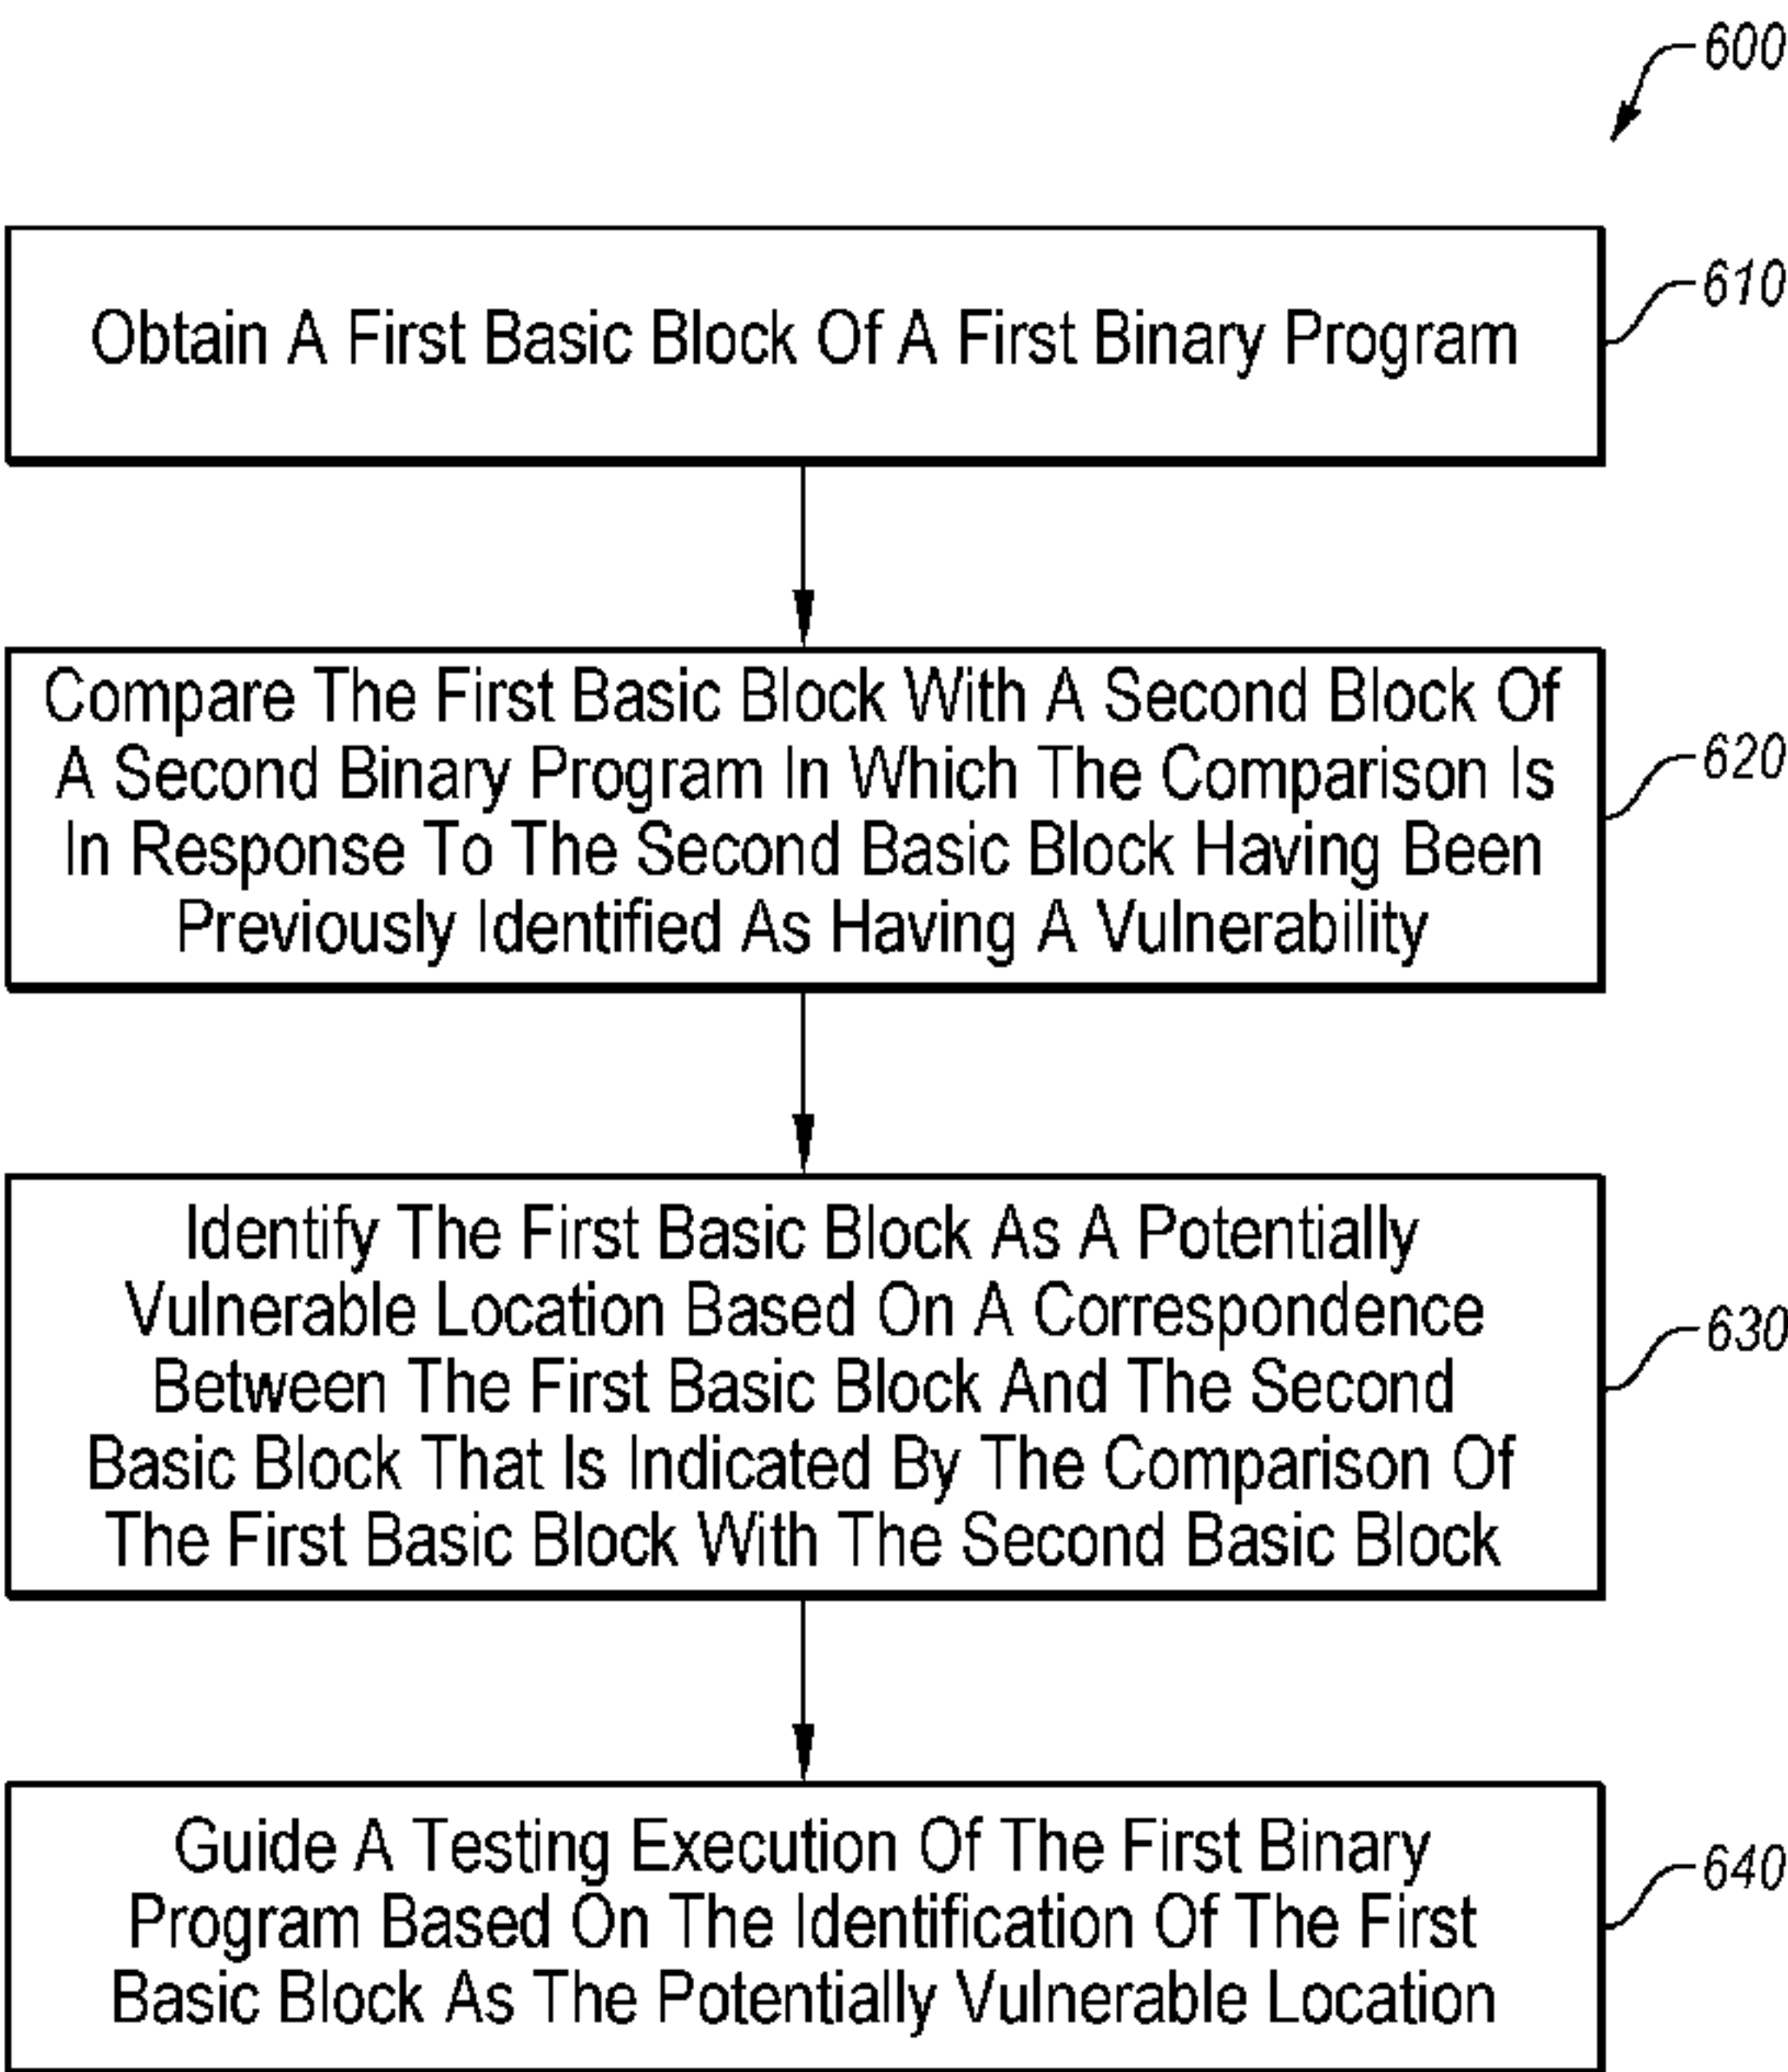 600
Obtain A First Basic Block Of A First Binary Program
610
Compare The First Basic Block With A Second Block Of
A Second Binary Program In Which The Comparison Is
In Response To The Second Basic Block Having Been
Previously Identified As Having A Vulnerability
620
Identify The First Basic Block As A Potentially
Vulnerable Location Based On A Correspondence
Between The First Basic Block And The Second
Basic Block That Is Indicated By The Comparison Of
The First Basic Block With The Second Basic Block
630
Guide A Testing Execution Of The First Binary
Program Based On The Identification Of The First
Basic Block As The Potentially Vulnerable Location
640